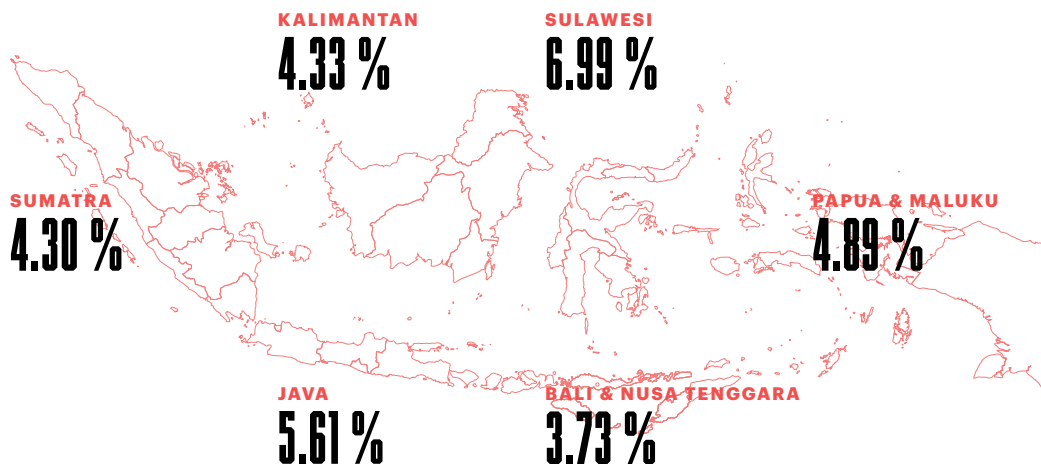 KALIMANTAN
4.33 %
SULAWESI
6.99 %
SUMATRA
4.30 %
PAPUA & MALUKU
4.89 %
JAVA
5.61 %
BALI & NUSA TENGGARA
3.73 %